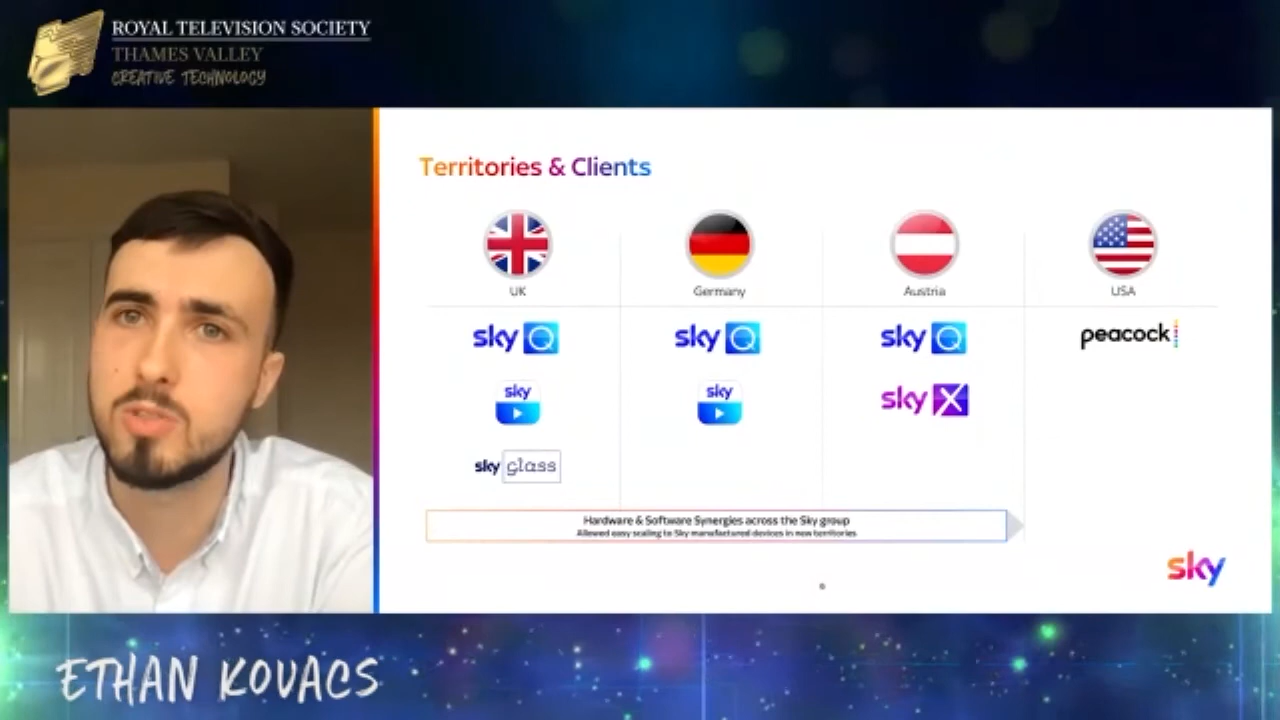 ROYAL TELEVISION SOCIETY
THAMES VALLEY
CREATIVE TECHNOLOGY
Territories & Clients
UK
Germany
Austria
USA
sky Q
sky Q
sky Q
peacock
sky
sky
sky X
sky glass
Hardware & Software Synergies across the Sky group
Allowed easy scaling to Sky manufactured devices in new territories
sky
ETHAN KOVACS